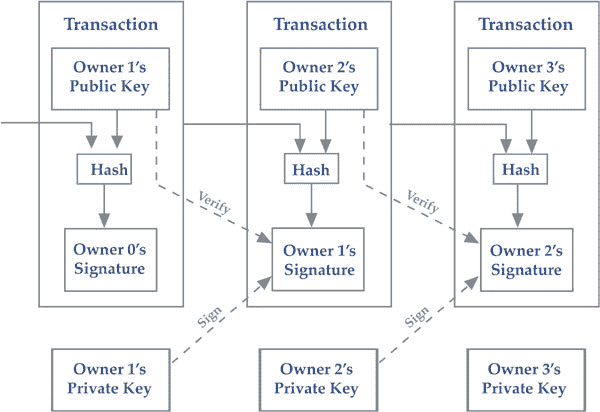 Transaction
Transaction
Transaction
Owner 1's
Public Key
Owner 2's
Public Key
Owner 3's
Public Key
Hash
Hash
Hash
Verify
Verify
Owner 0's
Signature
Owner 1's
Signature
Owner 2's
Signature
Sign
Sign
Owner 1's
Private Key
Owner 2's
Private Key
Owner 3's
Private Key